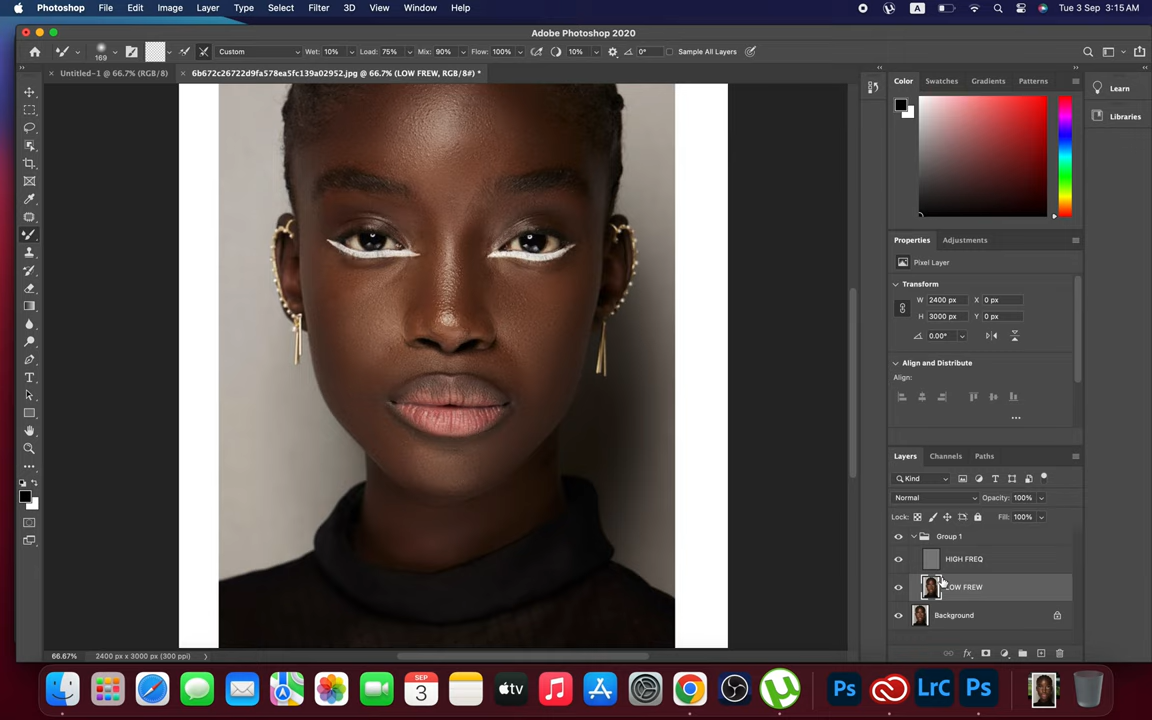 Photoshop File Edit Image Layer Type Select Filter 3D View Window Help A Tue 3 Sep 3:15 AM
Adobe Photoshop 2020
169 Custom Wet: 10% Load: 75% Mix: 90% Flow: 100% 10% 0° Sample All Layers
Untitled-1 @ 66.7% (RGB/8) 6b672c26722d9fa578ea5fc139a02952.jpg @ 66.7% (LOW FREW, RGB/8#) *
Color Swatches Gradients Patterns
Learn
Libraries
Properties Adjustments
Pixel Layer
Transform
W 2400 px X 0 px
H 3000 px Y 0 px
0.00°
Align and Distribute
Align:
Layers Channels Paths
Kind
Normal Opacity: 100%
Lock: Fill: 100%
Group 1
HIGH FREQ
LOW FREW
Background
66.67% 2400 px x 3000 px (300 ppi)
SEP
3
tv
Ps LrC Ps